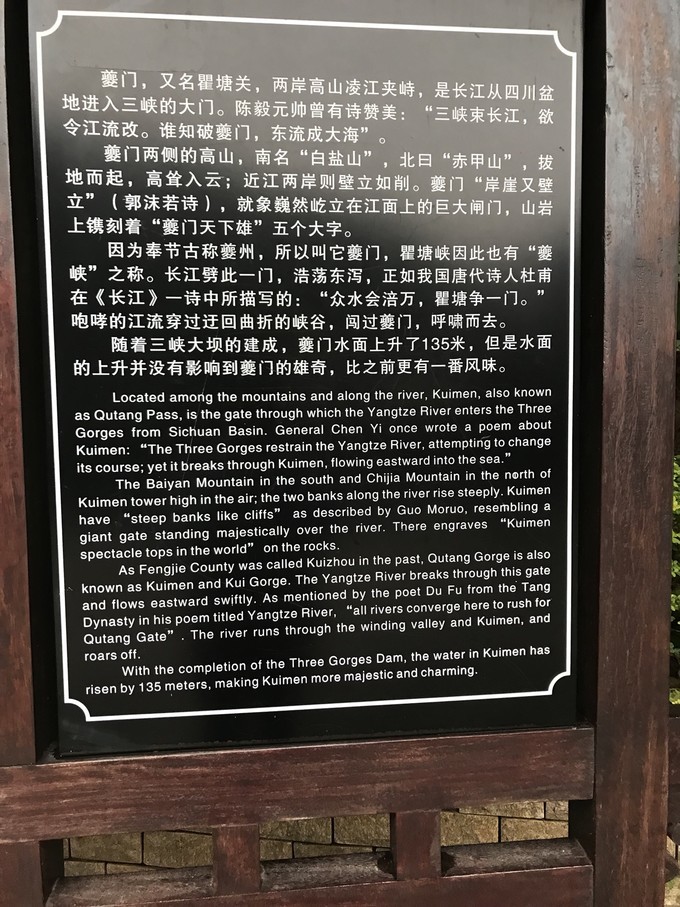 夔门，又名瞿塘关，两岸高山凌江夹峙，是长江从四川盆
地进入三峡的大门。陈毅元帅曾有诗赞美：“三峡束长江，欲
令江流改。谁知破夔门，东流成大海”。
夔门两侧的高山，南名“白盐山”，北曰“赤甲山”，拔
地而起，高耸入云；近江两岸则壁立如削。夔门“岸崖又壁
立”（郭沫若诗），就象巍然屹立在江面上的巨大闸门，山岩
上镌刻着“夔门天下雄”五个大字。
因为奉节古称夔州，所以叫它夔门，瞿塘峡因此也有“夔
峡”之称。长江劈此一门，浩荡东泻，正如我国唐代诗人杜甫
在《长江》一诗中所描写的：“众水会涪万，瞿塘争一门。”
咆哮的江流穿过迂回曲折的峡谷，闯过夔门，呼啸而去。
随着三峡大坝的建成，夔门水面上升了135米，但是水面
的上升并没有影响到夔门的雄奇，比之前更有一番风味。
Located among the mountains and along the river, Kuimen, also known
as Qutang Pass, is the gate through which the Yangtze River enters the Three
Gorges from Sichuan Basin. General Chen Yi once wrote a poem about
Kuimen: “The Three Gorges restrain the Yangtze River, attempting to change
its course; yet it breaks through Kuimen, flowing eastward into the sea.”
The Baiyan Mountain in the south and Chijia Mountain in the north of
Kuimen tower high in the air; the two banks along the river rise steeply. Kuimen
have “steep banks like cliffs” as described by Guo Moruo, resembling a
giant gate standing majestically over the river. There engraves “Kuimen
spectacle tops in the world” on the rocks.
As Fengjie County was called Kuizhou in the past, Qutang Gorge is also
known as Kuimen and Kui Gorge. The Yangtze River breaks through this gate
and flows eastward swiftly. As mentioned by the poet Du Fu from the Tang
Dynasty in his poem titled Yangtze River, “all rivers converge here to rush for
Qutang Gate”. The river runs through the winding valley and Kuimen, and
roars off.
With the completion of the Three Gorges Dam, the water in Kuimen has
risen by 135 meters, making Kuimen more majestic and charming.